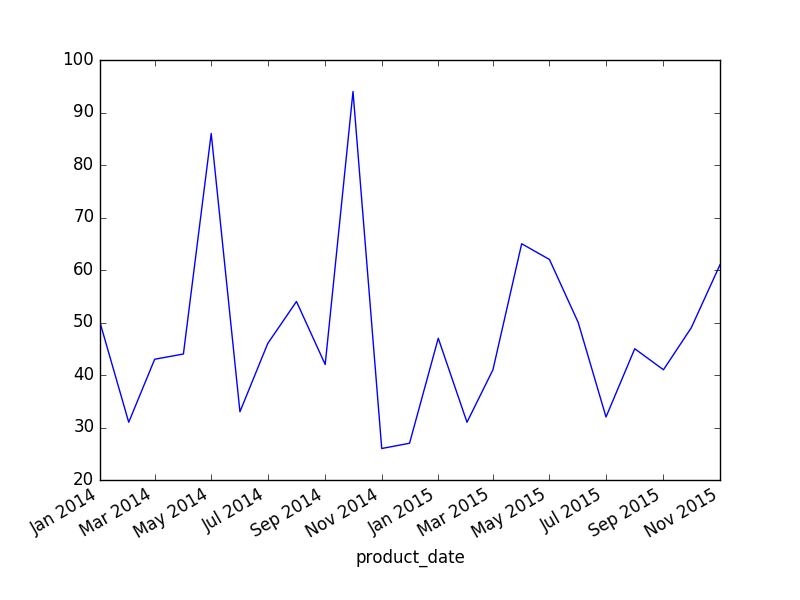 100
90
80
70
60
50
40
30
20
Jan 2014
Mar 2014
May 2014
Jul 2014
Sep 2014
Nov 2014
Jan 2015
Mar 2015
May 2015
Jul 2015
Sep 2015
Nov 2015
product_date